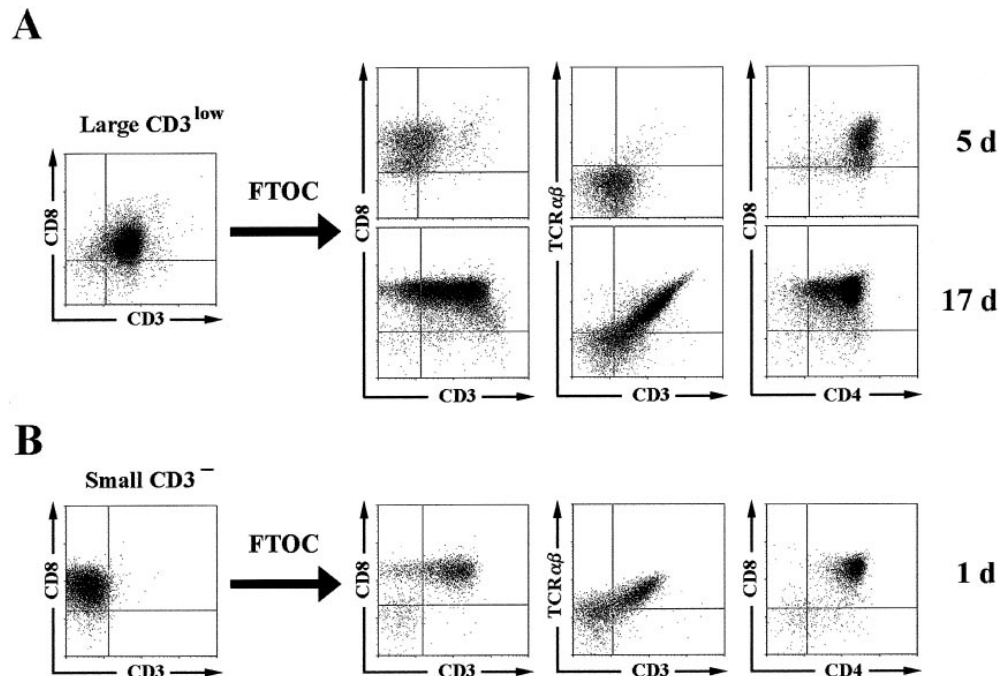 A
Large CD3low
CD8
CD3
FTOC
CD8
TCRαβ
CD8
5 d
17 d
CD3
CD3
CD4
B
Small CD3−
CD8
CD3
FTOC
CD8
TCRαβ
CD8
1 d
CD3
CD3
CD4